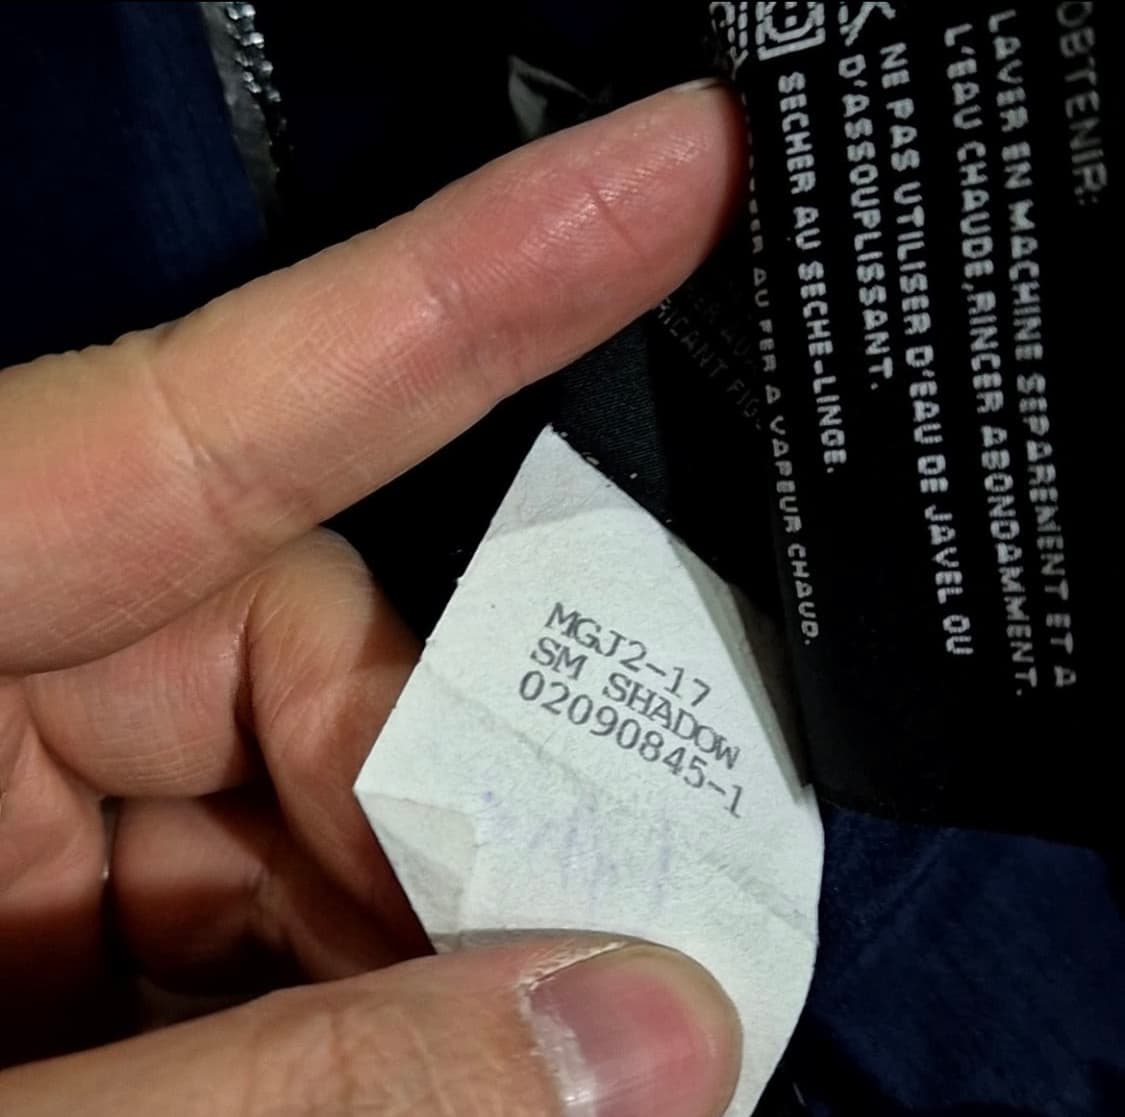 OBTENIR:
LAVER EN MACHINE SEPAREMENT ET A
L'EAU CHAUDE,RINCER ABONDAMMENT.
NE PAS UTILISER D'EAU DE JAVEL OU
D'ASSOUPLISSANT.
SECHER AU SECHE-LINGE.
AU FER A VAPEUR CHAUD.
MGJ2-17
SM SHADOW
02090845-1